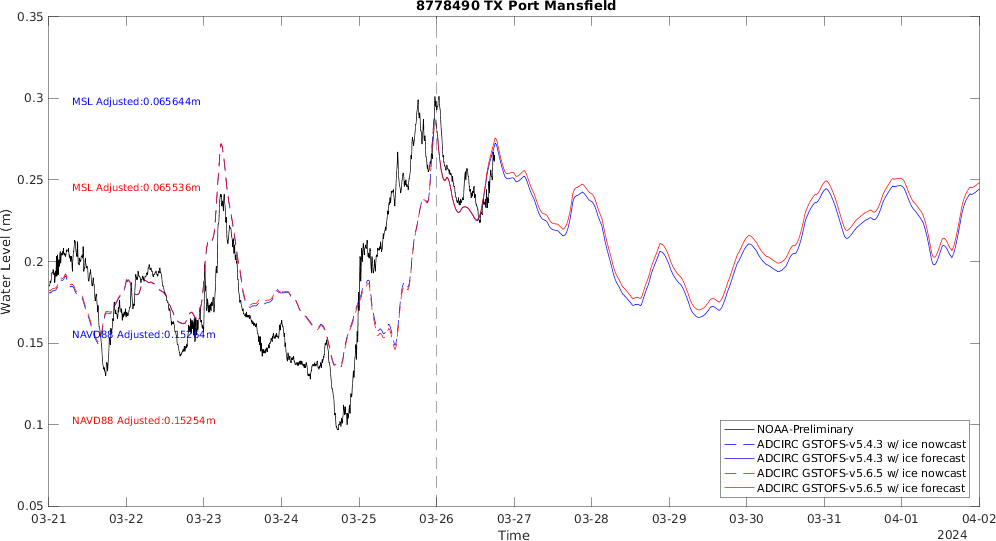 8778490 TX Port Mansfield
0.35
0.3
0.25
0.2
0.15
0.1
0.05
Water Level (m)
MSL Adjusted:0.065644m
MSL Adjusted:0.065536m
NAVD88 Adjusted:0.15264m
NAVD88 Adjusted:0.15254m
NOAA-Preliminary
ADCIRC GSTOFS-v5.4.3 w/ ice nowcast
ADCIRC GSTOFS-v5.4.3 w/ ice forecast
ADCIRC GSTOFS-v5.6.5 w/ ice nowcast
ADCIRC GSTOFS-v5.6.5 w/ ice forecast
03-21 03-22 03-23 03-24 03-25 03-26 03-27 03-28 03-29 03-30 03-31 04-01 04-02
Time
2024